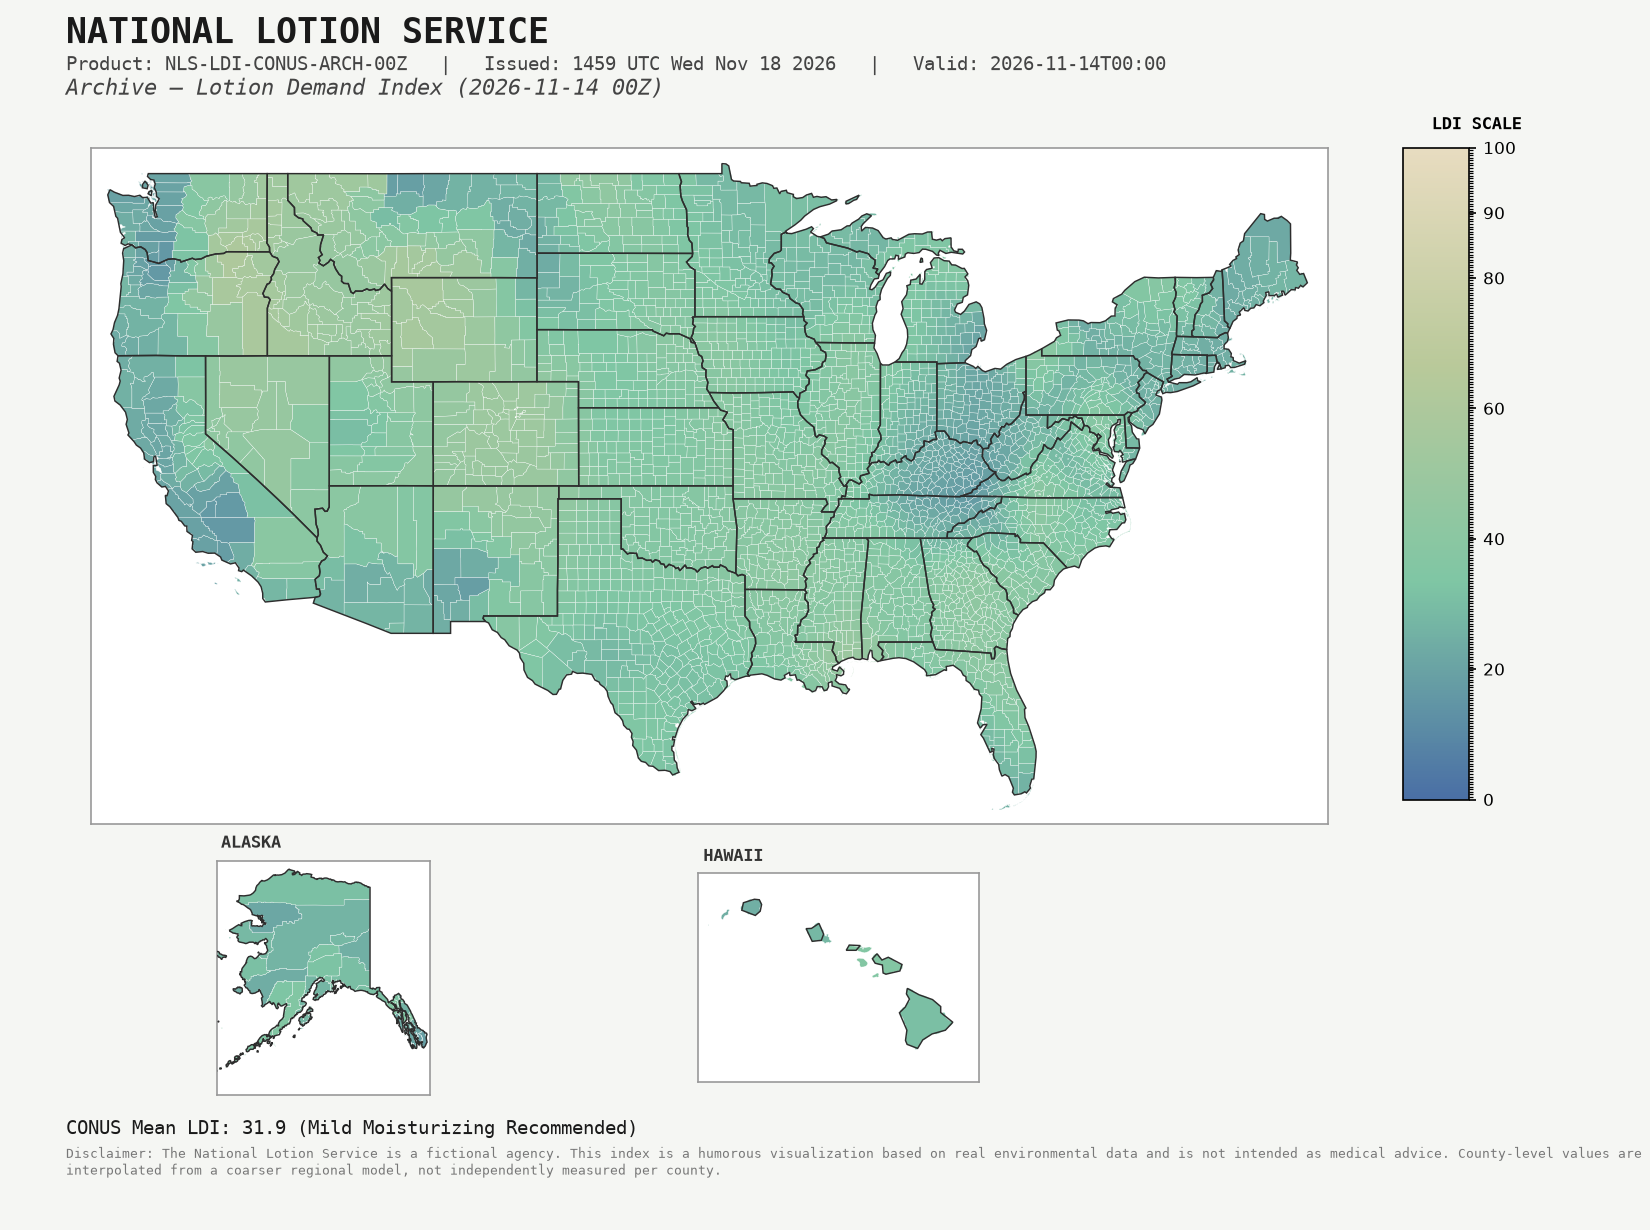 NATIONAL LOTION SERVICE
Product: NLS-LDI-CONUS-ARCH-00Z | Issued: 1459 UTC Wed Nov 18 2026 | Valid: 2026-11-14T00:00
Archive — Lotion Demand Index (2026-11-14 00Z)
LDI SCALE
100
90
80
60
40
20
0
ALASKA
HAWAII
CONUS Mean LDI: 31.9 (Mild Moisturizing Recommended)
Disclaimer: The National Lotion Service is a fictional agency. This index is a humorous visualization based on real environmental data and is not intended as medical advice. County-level values are
interpolated from a coarser regional model, not independently measured per county.